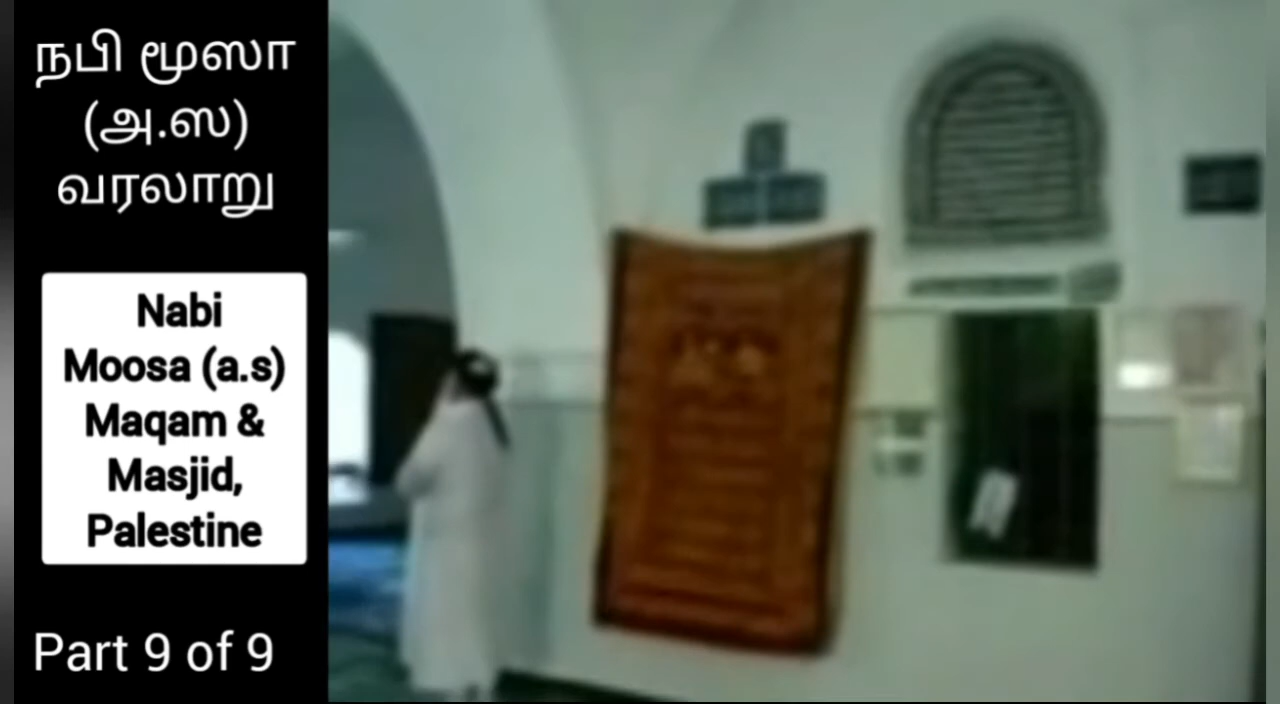 நபி மூஸா
(அ.ஸ)
வரலாறு
Nabi
Moosa (a.s)
Maqam &
Masjid,
Palestine
Part 9 of 9